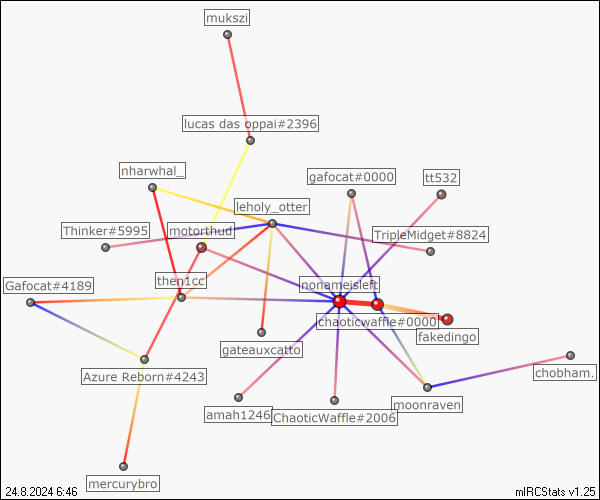 mukszi
lucas das oppai#2396
nharwhal_
gafocat#0000
tt532
leholy_otter
Thinker#5995
motorthud
TripleMidget#8824
then1cc
nonameisleft
Gafocat#4189
chaoticwaffle#0000
fakedingo
gateauxcatto
Azure Reborn#4243
chobham.
amah1246
ChaoticWaffle#2006
moonraven
mercurybro
24.8.2024 6:46
mIRCStats v1.25